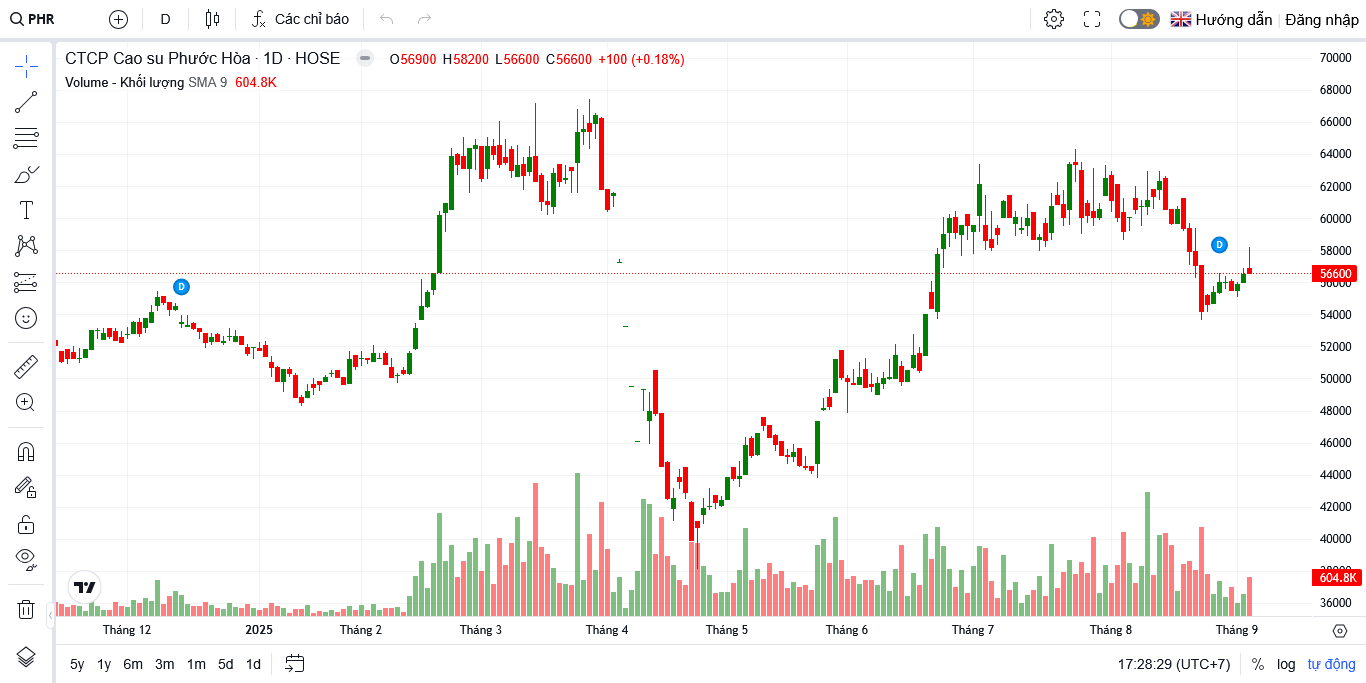 PHR D Các chỉ báo Hướng dẫn Đăng nhập
CTCP Cao su Phước Hòa · 1D · HOSE O56900 H58200 L56600 C56600 +100 (+0.18%)
Volume - Khối lượng SMA 9 604.8K
70000
68000
66000
64000
62000
60000
58000
56600
56000
54000
52000
50000
48000
46000
44000
42000
40000
38000
604.8K
36000
D
D
Tháng 12 2025 Tháng 2 Tháng 3 Tháng 4 Tháng 5 Tháng 6 Tháng 7 Tháng 8 Tháng 9
5y 1y 6m 3m 1m 5d 1d 17:28:29 (UTC+7) % log tự động